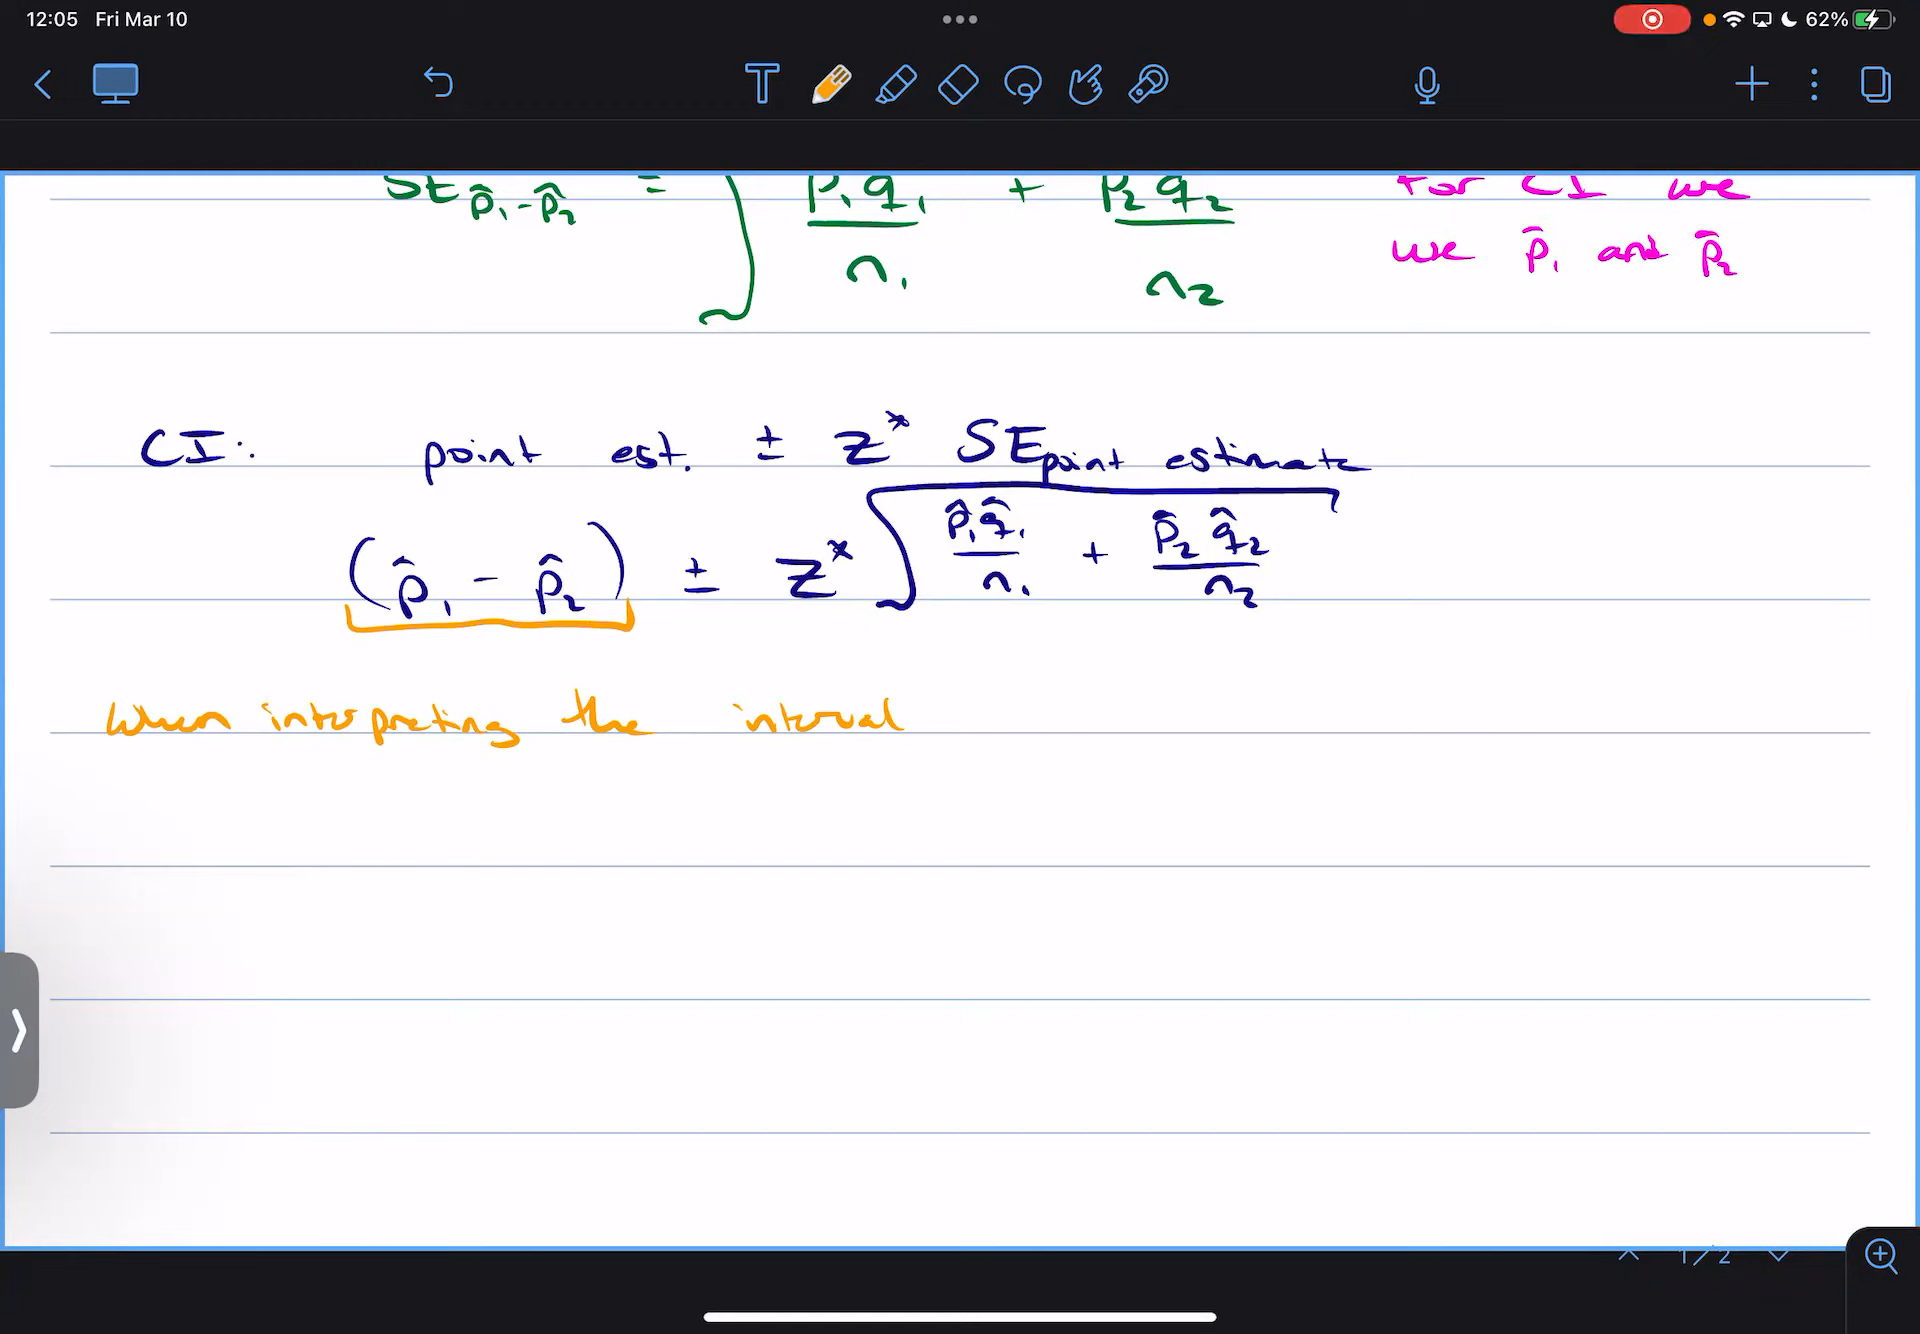 12:05 Fri Mar 10
62%
SE p̂₁-p̂₂ = √ p₁q₁/n₁ + p₂q₂/n₂
For CI we
use p̂₁ and p̂₂
CI: point est. ± z* SE point estimate
(p̂₁ - p̂₂) ± z* √ p̂₁q̂₁/n₁ + p̂₂q̂₂/n₂
When interpreting the interval
1/2